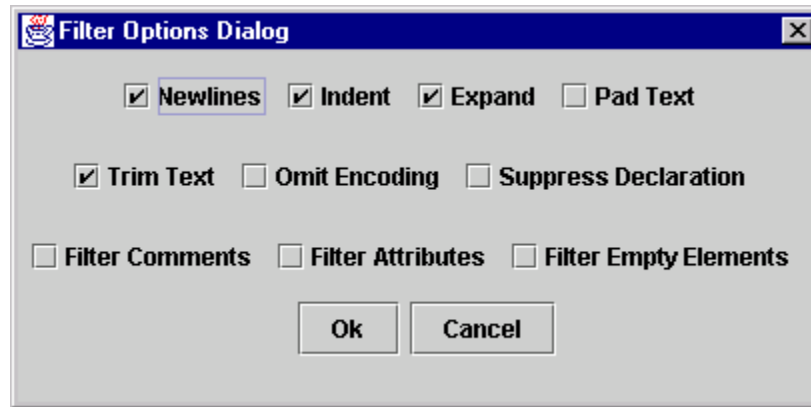 Filter Options Dialog
Newlines Indent Expand Pad Text
Trim Text Omit Encoding Suppress Declaration
Filter Comments Filter Attributes Filter Empty Elements
Ok Cancel